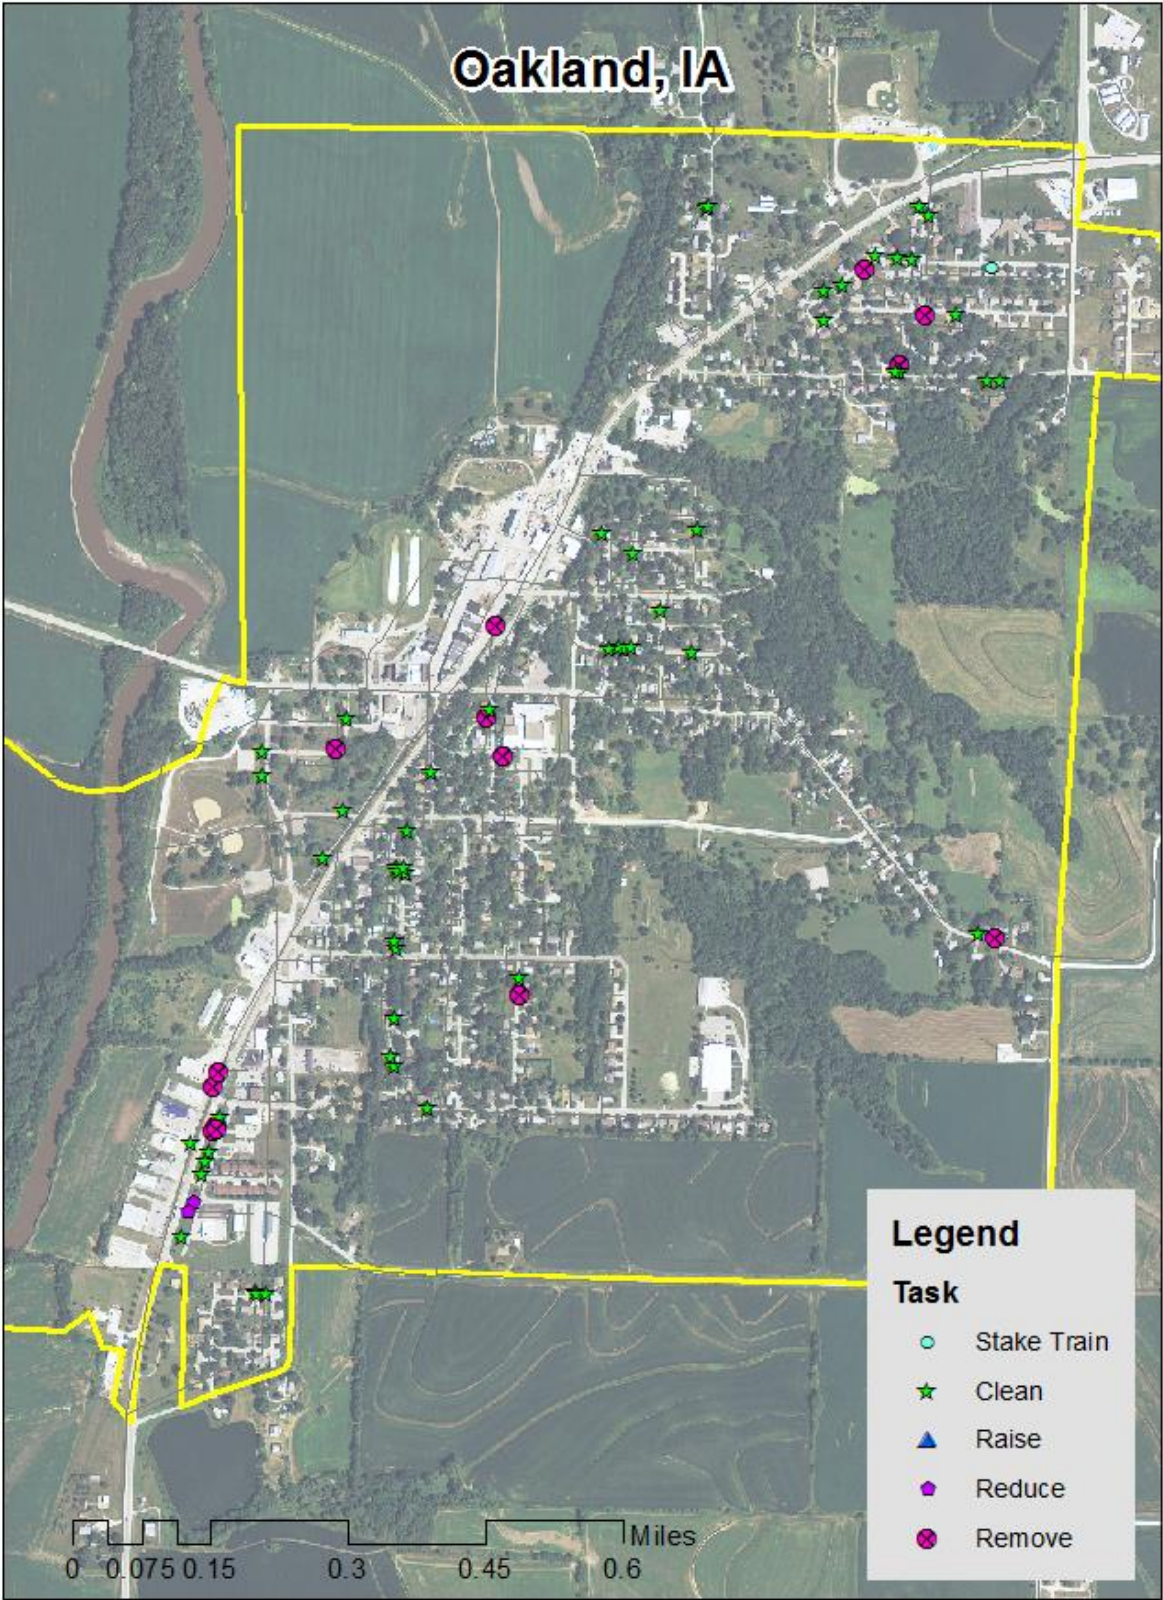 Oakland, IA
Legend
Task
Stake Train
Clean
Raise
Reduce
Remove
Miles
0 0.075 0.15 0.3 0.45 0.6